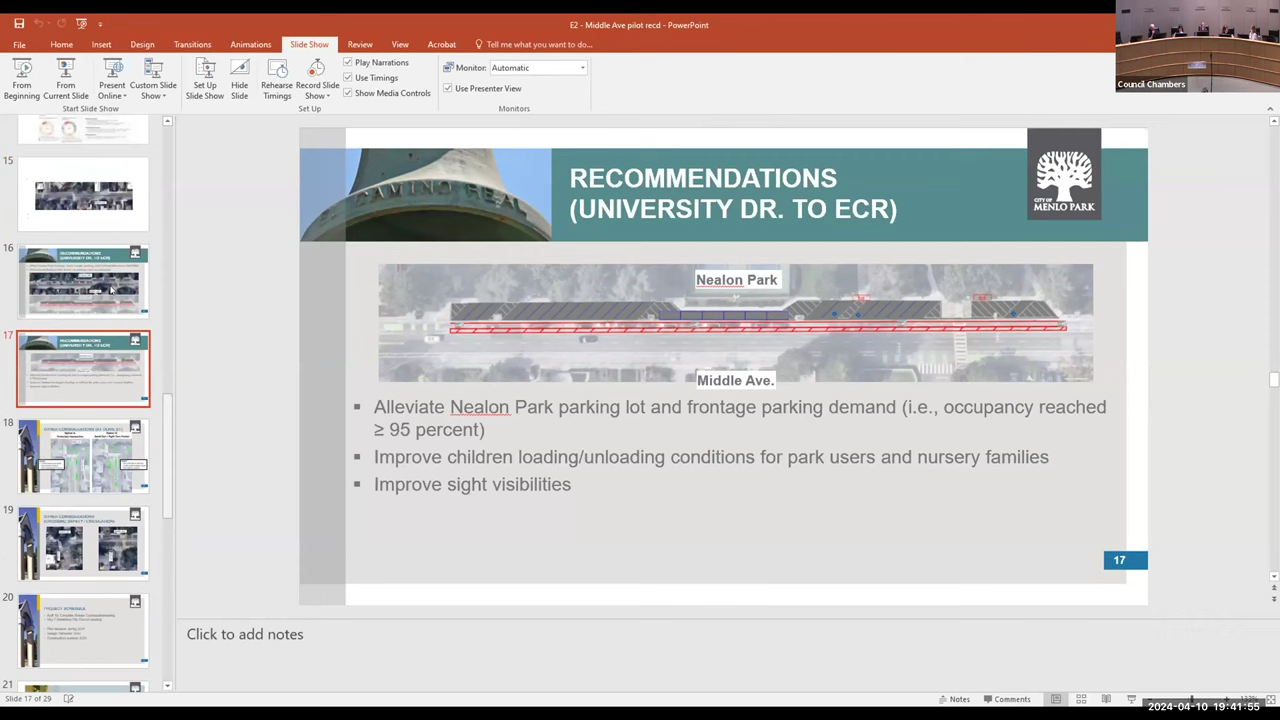 E2 - Middle Ave pilot recd - PowerPoint
File Home Insert Design Transitions Animations Slide Show Review View Acrobat Tell me what you want to do...
From Beginning
From Current Slide
Present Online
Custom Slide Show
Start Slide Show
Set Up Slide Show
Hide Slide
Rehearse Timings
Record Slide Show
Set Up
Play Narrations
Use Timings
Show Media Controls
Monitor: Automatic
Use Presenter View
Monitors
Council Chambers
15
16
17
18
19
20
21
RECOMMENDATIONS
(UNIVERSITY DR. TO ECR)
CAMINO REAL
CITY OF
MENLO PARK
Nealon Park
Middle Ave.
▪ Alleviate Nealon Park parking lot and frontage parking demand (i.e., occupancy reached
≥ 95 percent)
▪ Improve children loading/unloading conditions for park users and nursery families
▪ Improve sight visibilities
17
Click to add notes
Slide 17 of 29
Notes Comments
2024-04-10 19:41:55